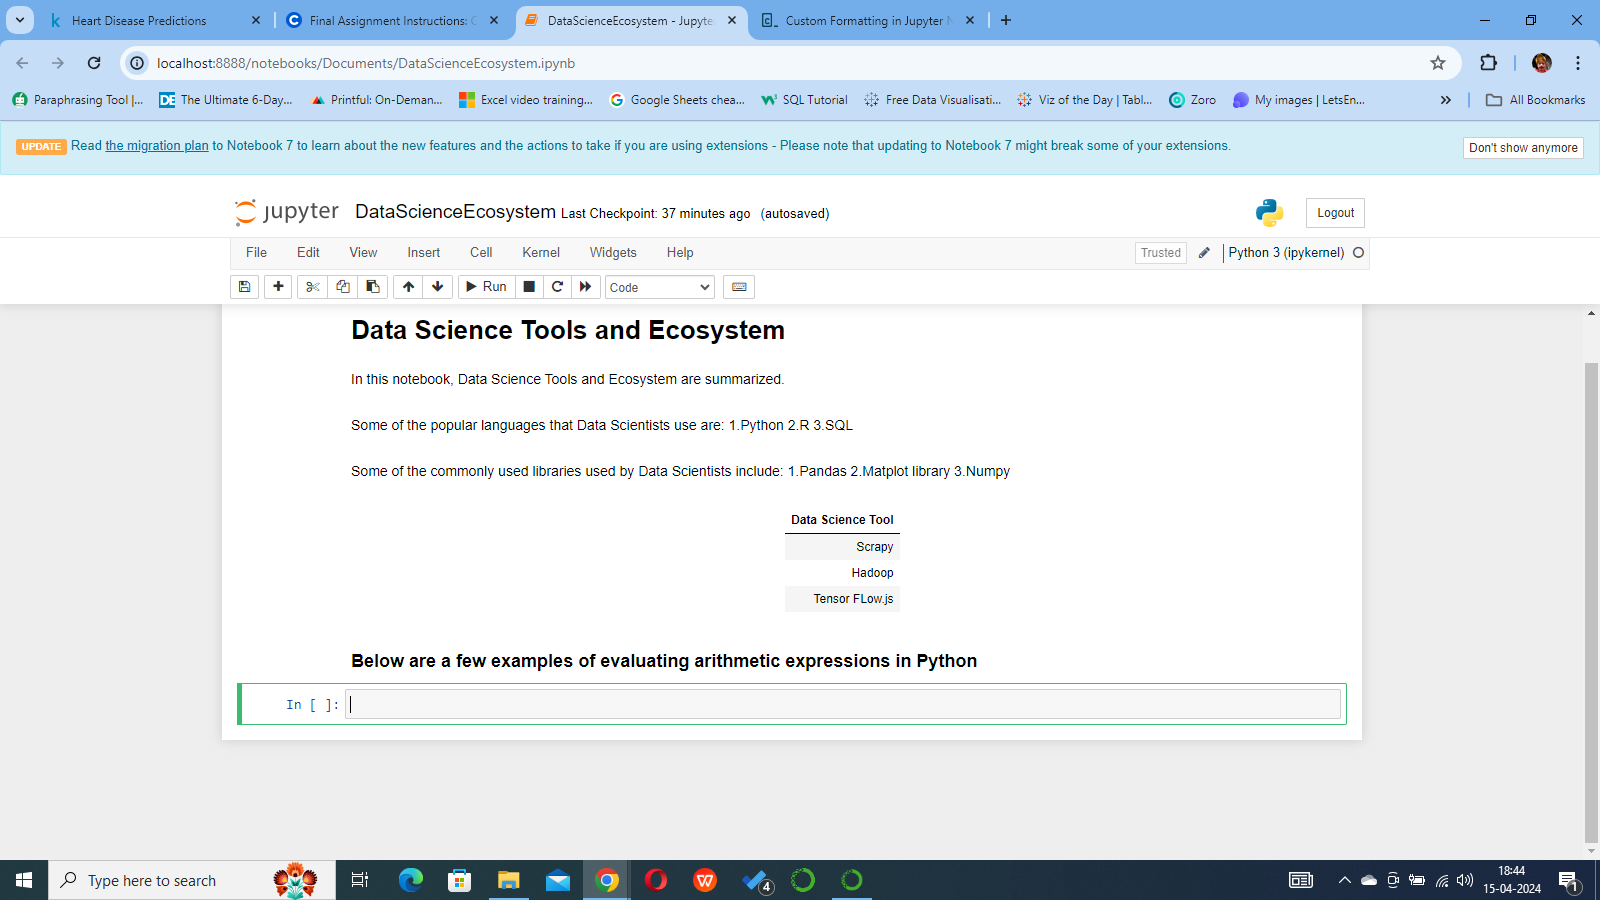 Heart Disease Predictions
Final Assignment Instructions: C
DataScienceEcosystem - Jupyte
Custom Formatting in Jupyter N
localhost:8888/notebooks/Documents/DataScienceEcosystem.ipynb
Paraphrasing Tool |...
The Ultimate 6-Day...
Printful: On-Deman...
Excel video training...
Google Sheets chea...
SQL Tutorial
Free Data Visualisati...
Viz of the Day | Tabl...
Zoro
My images | LetsEn...
All Bookmarks
UPDATE Read the migration plan to Notebook 7 to learn about the new features and the actions to take if you are using extensions - Please note that updating to Notebook 7 might break some of your extensions.
Don't show anymore
jupyter DataScienceEcosystem Last Checkpoint: 37 minutes ago (autosaved)
Logout
File Edit View Insert Cell Kernel Widgets Help
Trusted Python 3 (ipykernel)
Run Code
Data Science Tools and Ecosystem
In this notebook, Data Science Tools and Ecosystem are summarized.
Some of the popular languages that Data Scientists use are: 1.Python 2.R 3.SQL
Some of the commonly used libraries used by Data Scientists include: 1.Pandas 2.Matplot library 3.Numpy
Data Science Tool
Scrapy
Hadoop
Tensor FLow.js
Below are a few examples of evaluating arithmetic expressions in Python
In [ ]:
Type here to search
4
18:44
15-04-2024
1